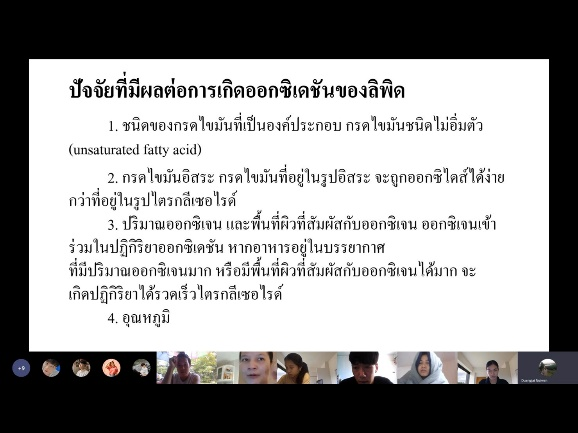 ปัจจัยที่มีผลต่อการเกิดออกซิเดชันของลิพิด
1. ชนิดของกรดไขมันที่เป็นองค์ประกอบ กรดไขมันชนิดไม่อิ่มตัว
(unsaturated fatty acid)
2. กรดไขมันอิสระ กรดไขมันที่อยู่ในรูปอิสระ จะถูกออกซิไดส์ได้ง่าย
กว่าที่อยู่ในรูปไตรกลีเซอไรด์
3. ปริมาณออกซิเจน และพื้นที่ผิวที่สัมผัสกับออกซิเจน ออกซิเจนเข้า
ร่วมในปฏิกิริยาออกซิเดชัน หากอาหารอยู่ในบรรยากาศ
ที่มีปริมาณออกซิเจนมาก หรือมีพื้นที่ผิวที่สัมผัสกับออกซิเจนได้มาก จะ
เกิดปฏิกิริยาได้รวดเร็วไตรกลีเซอไรด์
4. อุณหภูมิ
+9